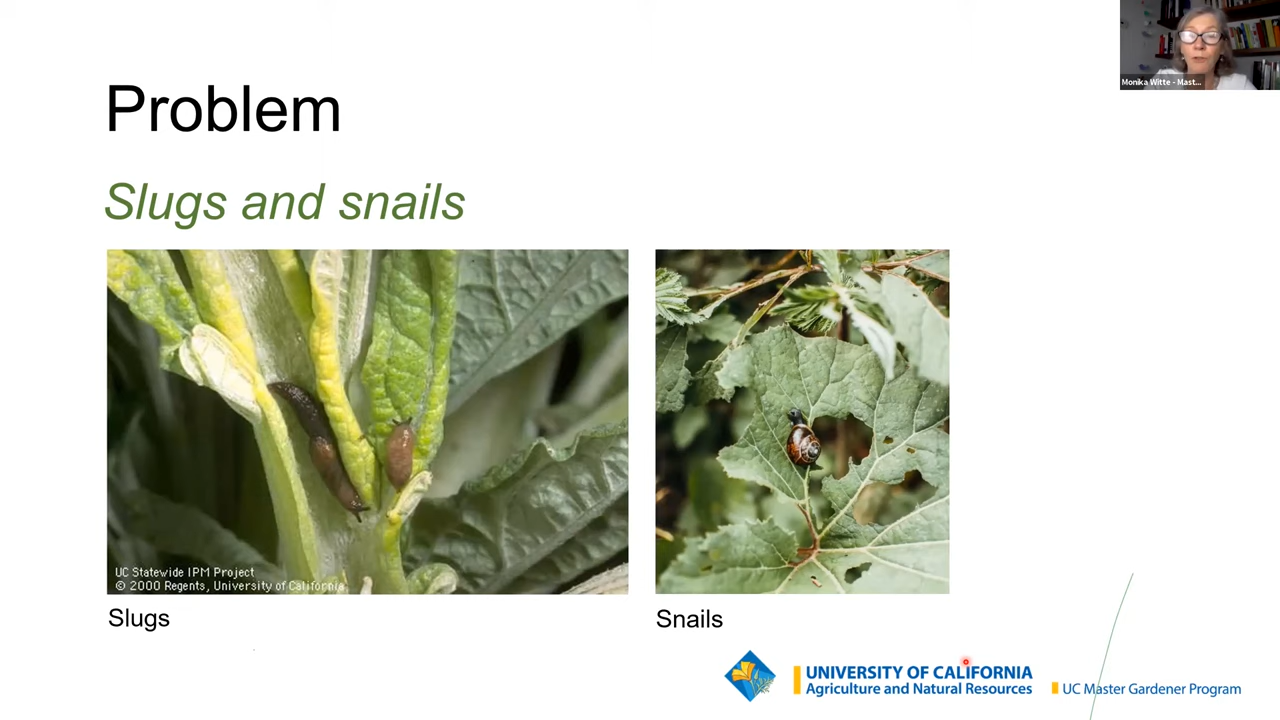 Problem
Monika Witte - Mast...
Slugs and snails
UC Statewide IPM Project
© 2000 Regents, University of California
Slugs
Snails
UNIVERSITY OF CALIFORNIA
Agriculture and Natural Resources
UC Master Gardener Program